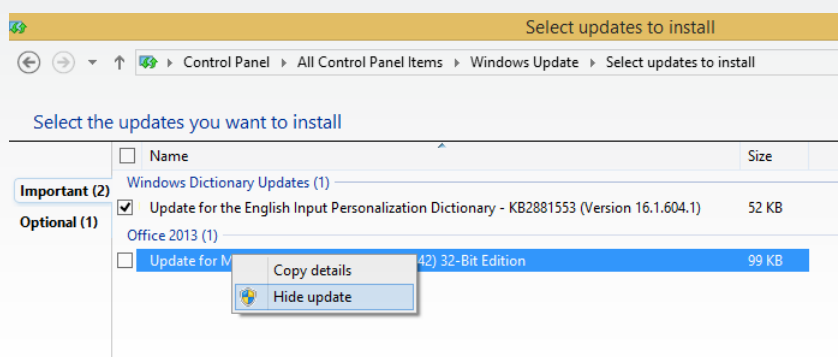 Select updates to install
Control Panel ▸ All Control Panel Items ▸ Windows Update ▸ Select updates to install
Select the updates you want to install
Name Size
Important (2)
Optional (1)
Windows Dictionary Updates (1)
Update for the English Input Personalization Dictionary - KB2881553 (Version 16.1.604.1) 52 KB
Office 2013 (1)
Update for M 42) 32-Bit Edition 99 KB
Copy details
Hide update